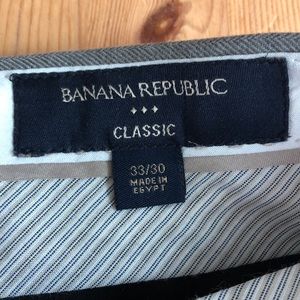 BANANA REPUBLIC
CLASSIC
33/30
MADE IN
EGYPT